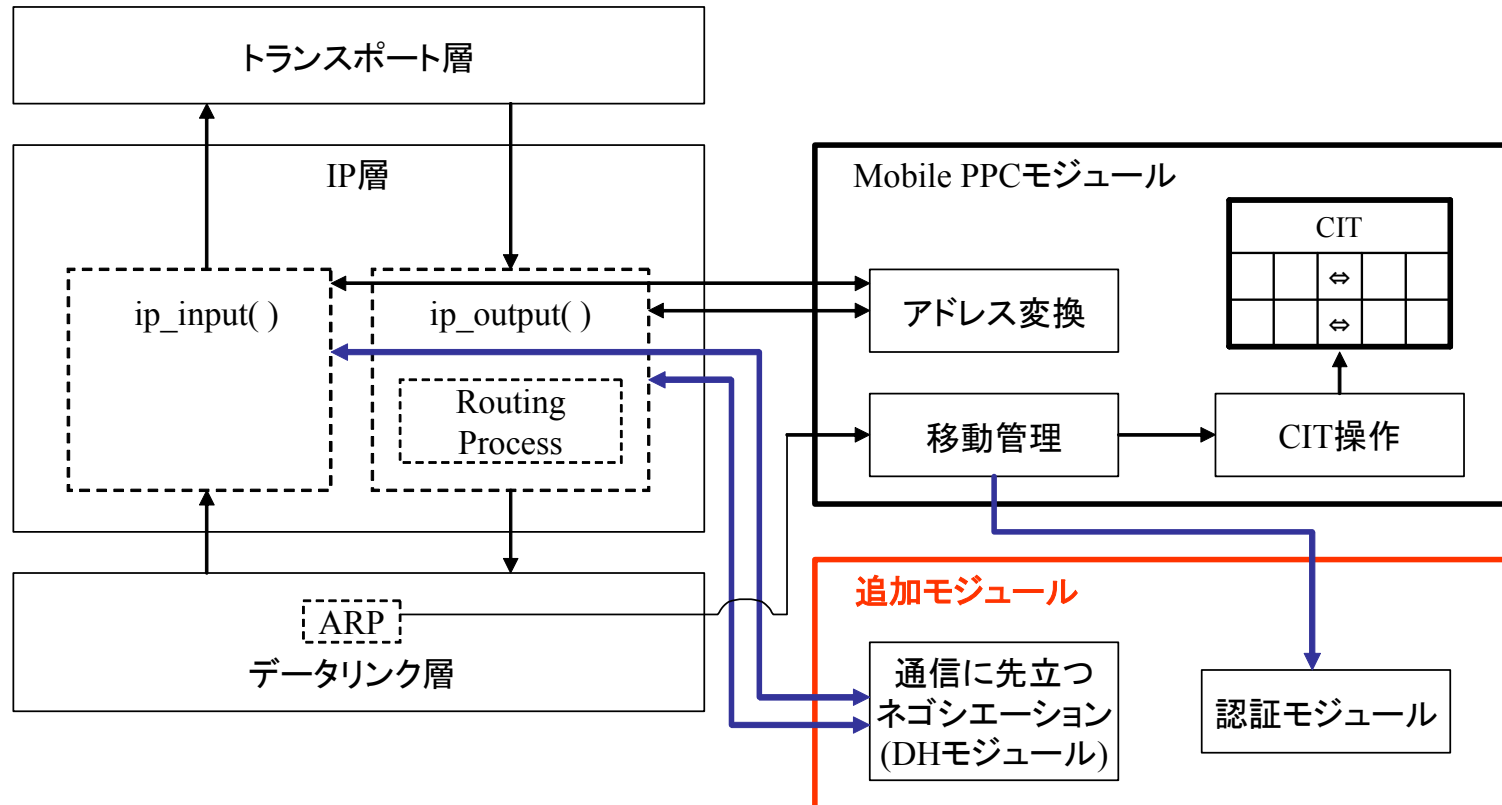 トランスポート層
IP層
ip_input( )
ip_output( )
Routing
Process
ARP
データリンク層
Mobile PPCモジュール
CIT
⇔
⇔
アドレス変換
移動管理
CIT操作
追加モジュール
通信に先立つ
ネゴシエーション
(DHモジュール)
認証モジュール